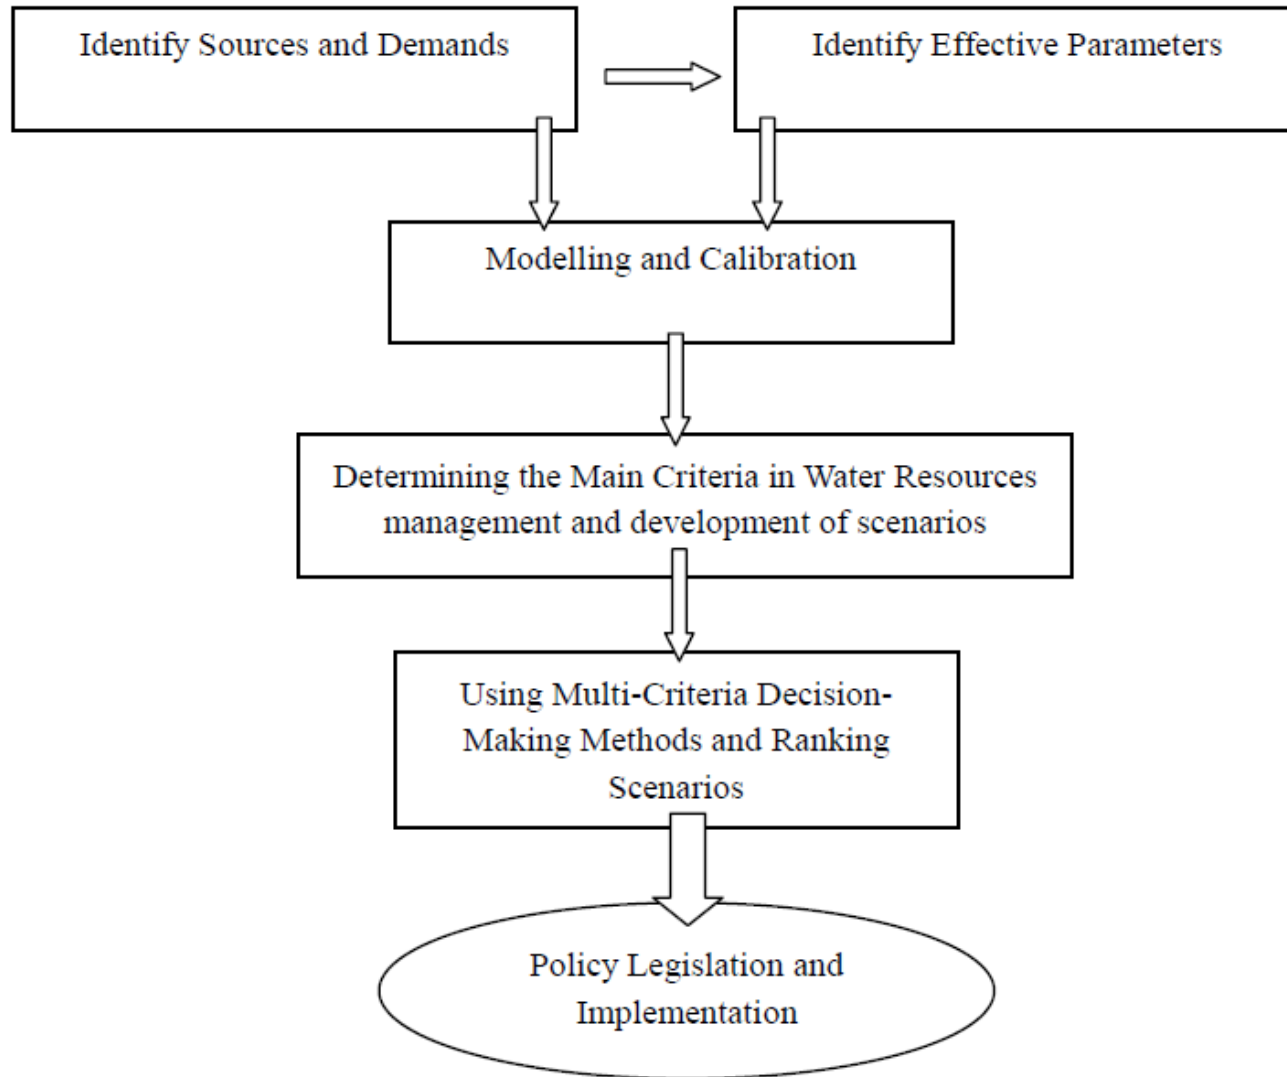 Identify Sources and Demands
Identify Effective Parameters
Modelling and Calibration
Determining the Main Criteria in Water Resources
management and development of scenarios
Using Multi-Criteria Decision-
Making Methods and Ranking
Scenarios
Policy Legislation and
Implementation